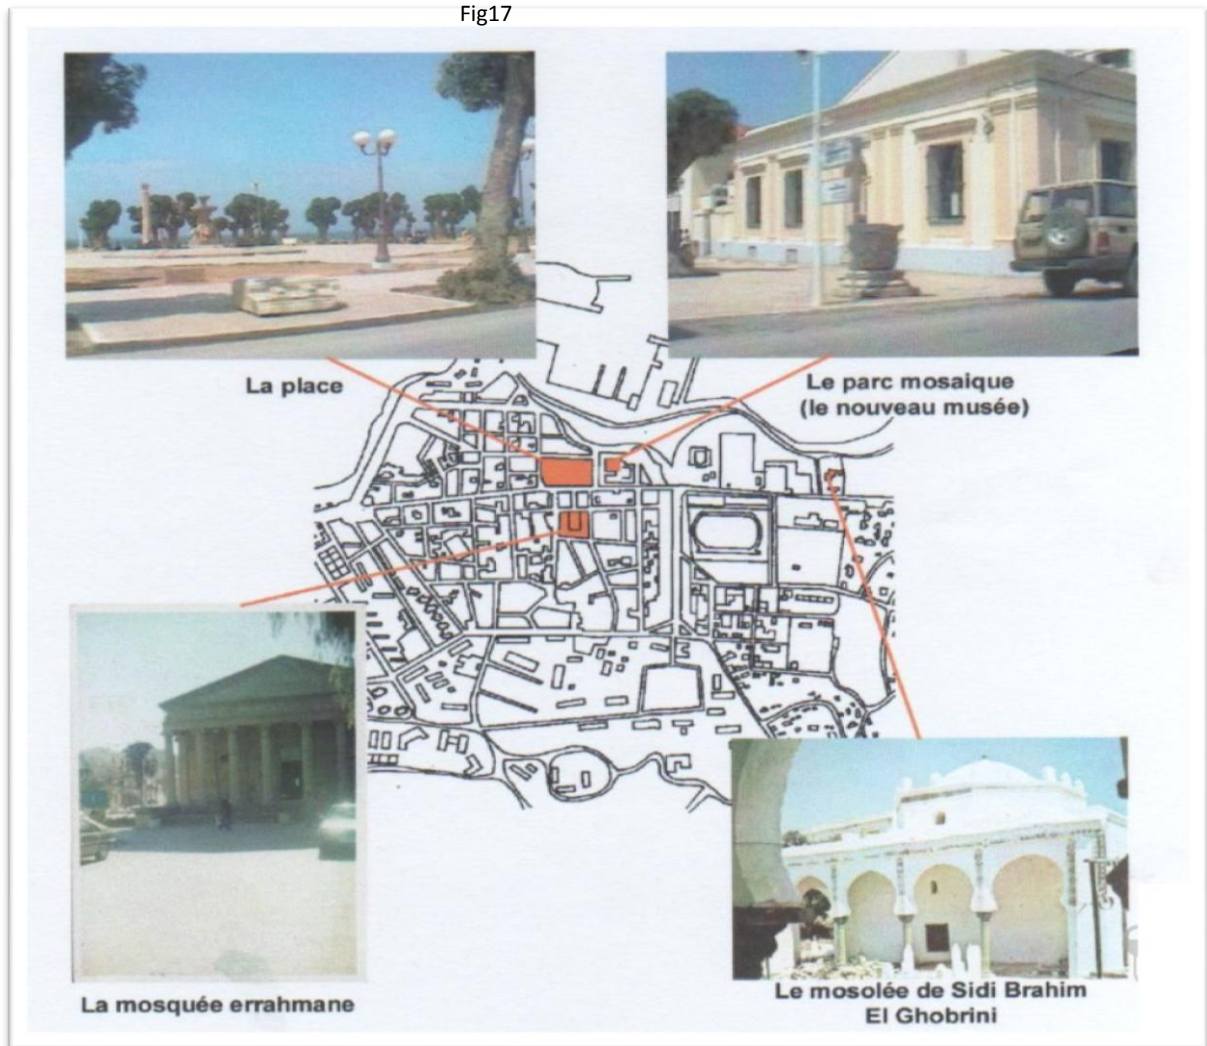 Fig17
La place
Le parc mosaique
(le nouveau musée)
La mosquée errahmane
Le mosolée de Sidi Brahim
El Ghobrini